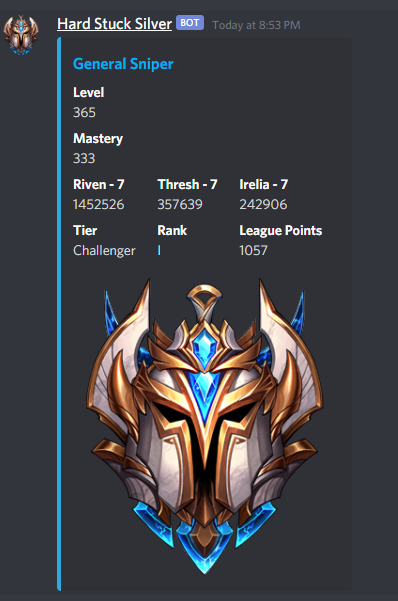 Hard Stuck Silver BOT Today at 8:53 PM
General Sniper
Level
365
Mastery
333
Riven - 7 Thresh - 7 Irelia - 7
1452526 357639 242906
Tier Rank League Points
Challenger I 1057